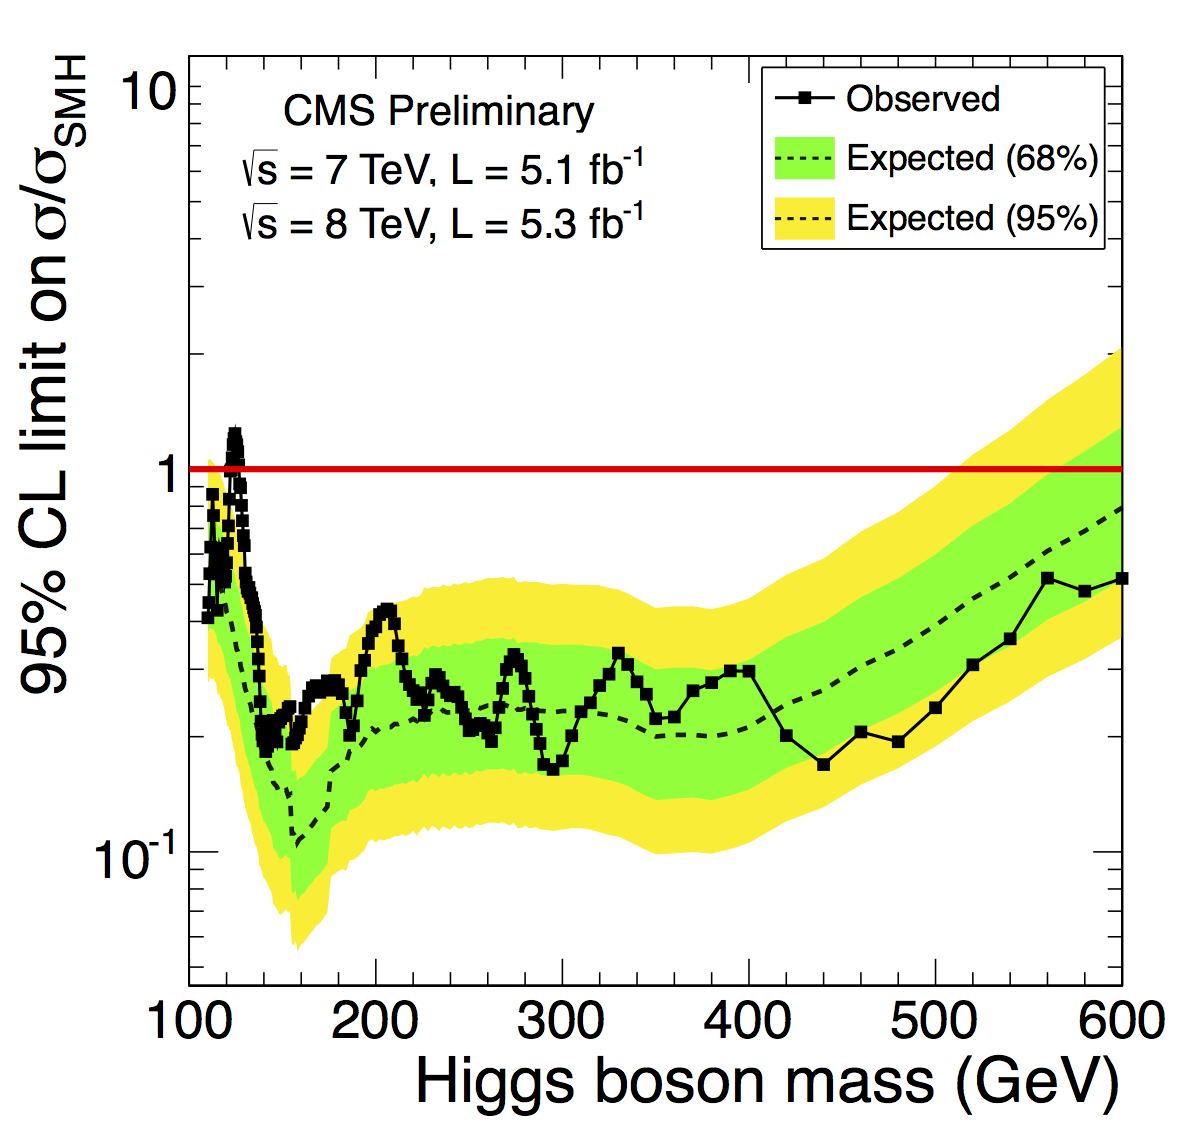 95% CL limit on σ/σSMH
10
1
10-1
CMS Preliminary
√s = 7 TeV, L = 5.1 fb-1
√s = 8 TeV, L = 5.3 fb-1
Observed
Expected (68%)
Expected (95%)
100 200 300 400 500 600
Higgs boson mass (GeV)